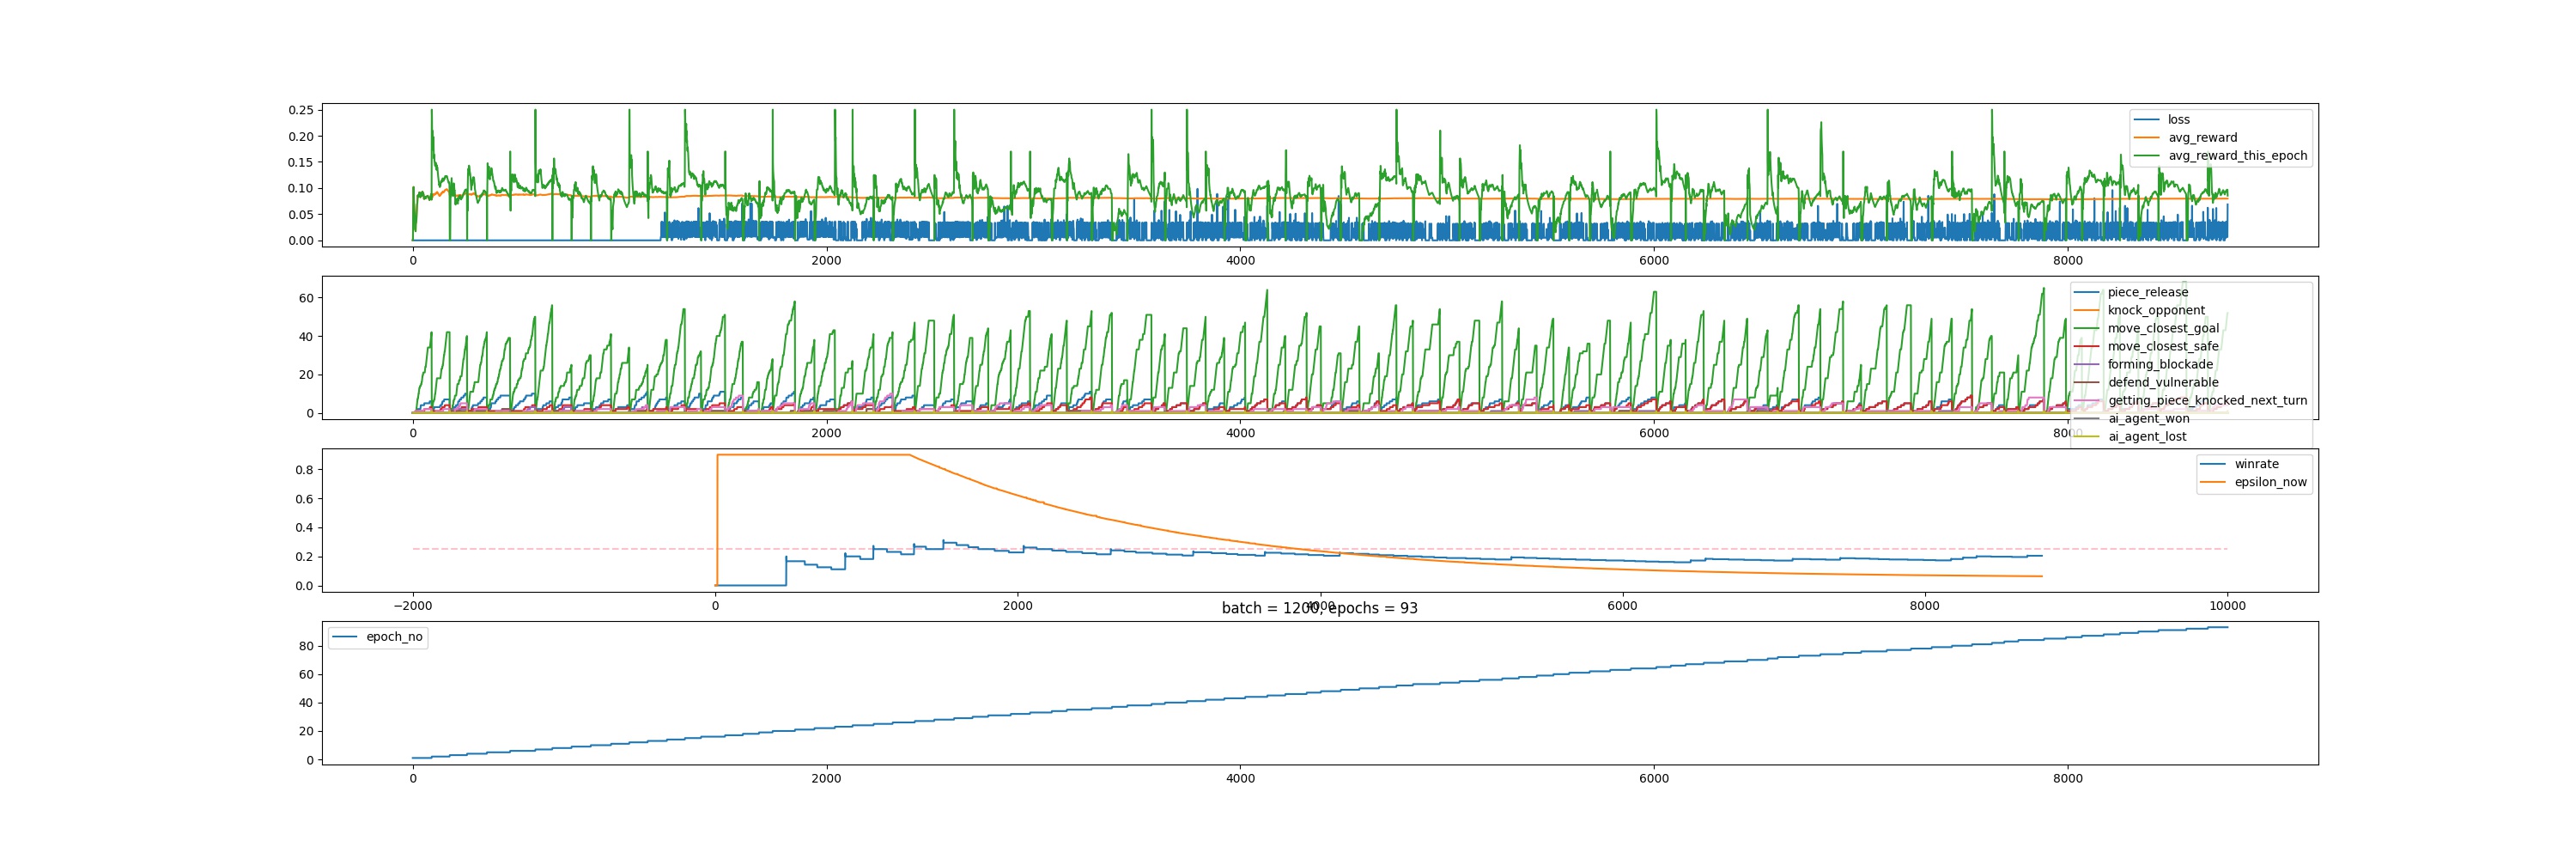 0.25
0.20
0.15
0.10
0.05
0.00
loss
avg_reward
avg_reward_this_epoch
0 2000 4000 6000 8000
60
40
20
0
piece_release
knock_opponent
move_closest_goal
move_closest_safe
forming_blockade
defend_vulnerable
getting_piece_knocked_next_turn
ai_agent_won
ai_agent_lost
0 2000 4000 6000 8000
0.8
0.6
0.4
0.2
0.0
winrate
epsilon_now
−2000 0 2000 4000 6000 8000 10000
batch = 1200, epochs = 93
80
60
40
20
0
epoch_no
0 2000 4000 6000 8000